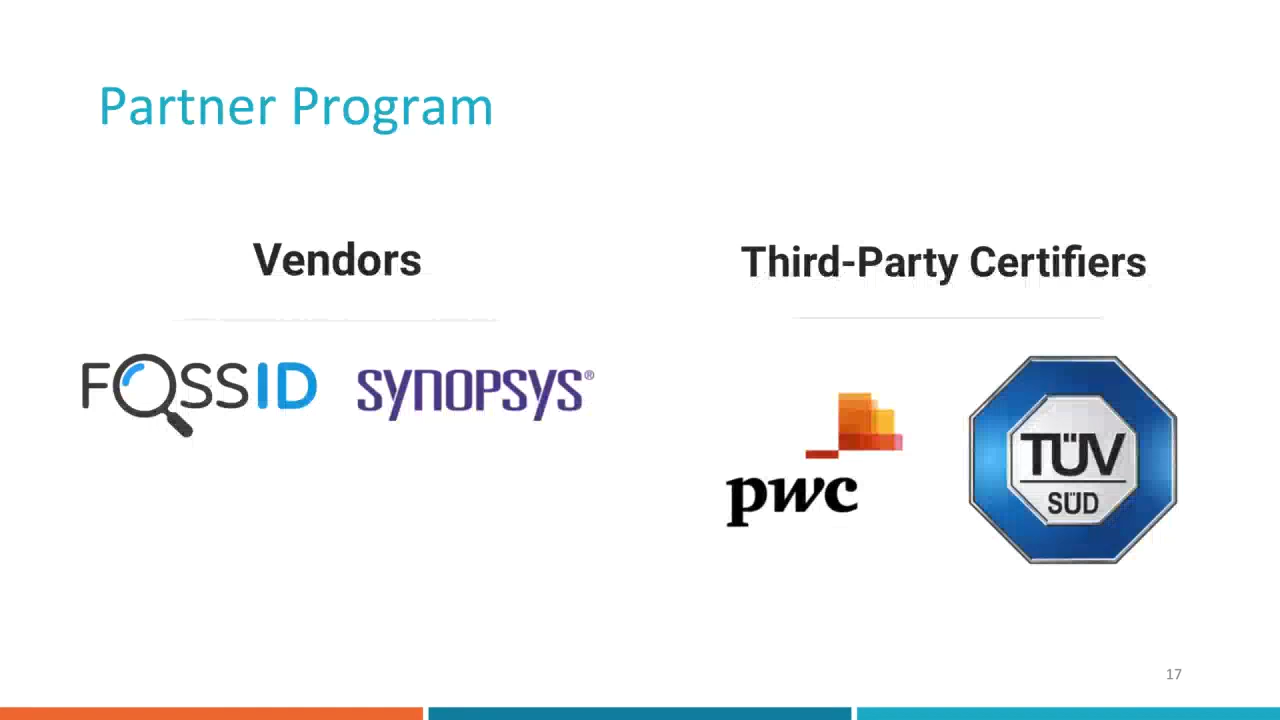 Partner Program
Vendors
FOSSID
SYNOPSYS®
Third-Party Certifiers
pwc
TÜV
SÜD
17